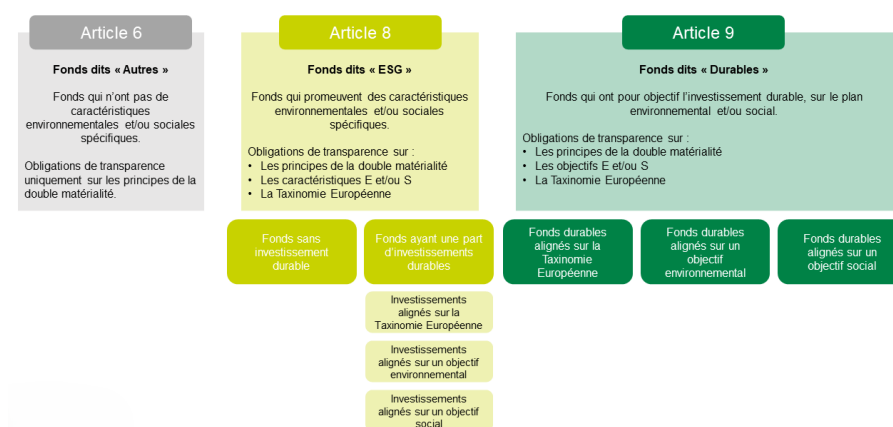 Article 6
Fonds dits « Autres »
Fonds qui n'ont pas de
caractéristiques
environnementales et/ou sociales
spécifiques.
Obligations de transparence
uniquement sur les principes de la
double matérialité.
Article 8
Fonds dits « ESG »
Fonds qui promeuvent des caractéristiques
environnementales et/ou sociales
spécifiques.
Obligations de transparence sur :
• Les principes de la double matérialité
• Les caractéristiques E et/ou S
• La Taxinomie Européenne
Article 9
Fonds dits « Durables »
Fonds qui ont pour objectif l'investissement durable, sur le plan
environmental et/ou social.
Obligations de transparence sur :
• Les principes de la double matérialité
• Les objectifs E et/ou S
• La Taxinomie Européenne
Fonds sans
investissement
durable
Fonds ayant une part
d'investissements
durables
Investissements
alignés sur la
Taxinomie Européenne
Investissements
alignés sur un objectif
environnemental
Investissements
alignés sur un objectif
social
Fonds durables
alignés sur la
Taxinomie
Européenne
Fonds durables
alignés sur un
objectif
environnemental
Fonds durables
alignés sur un
objectif social